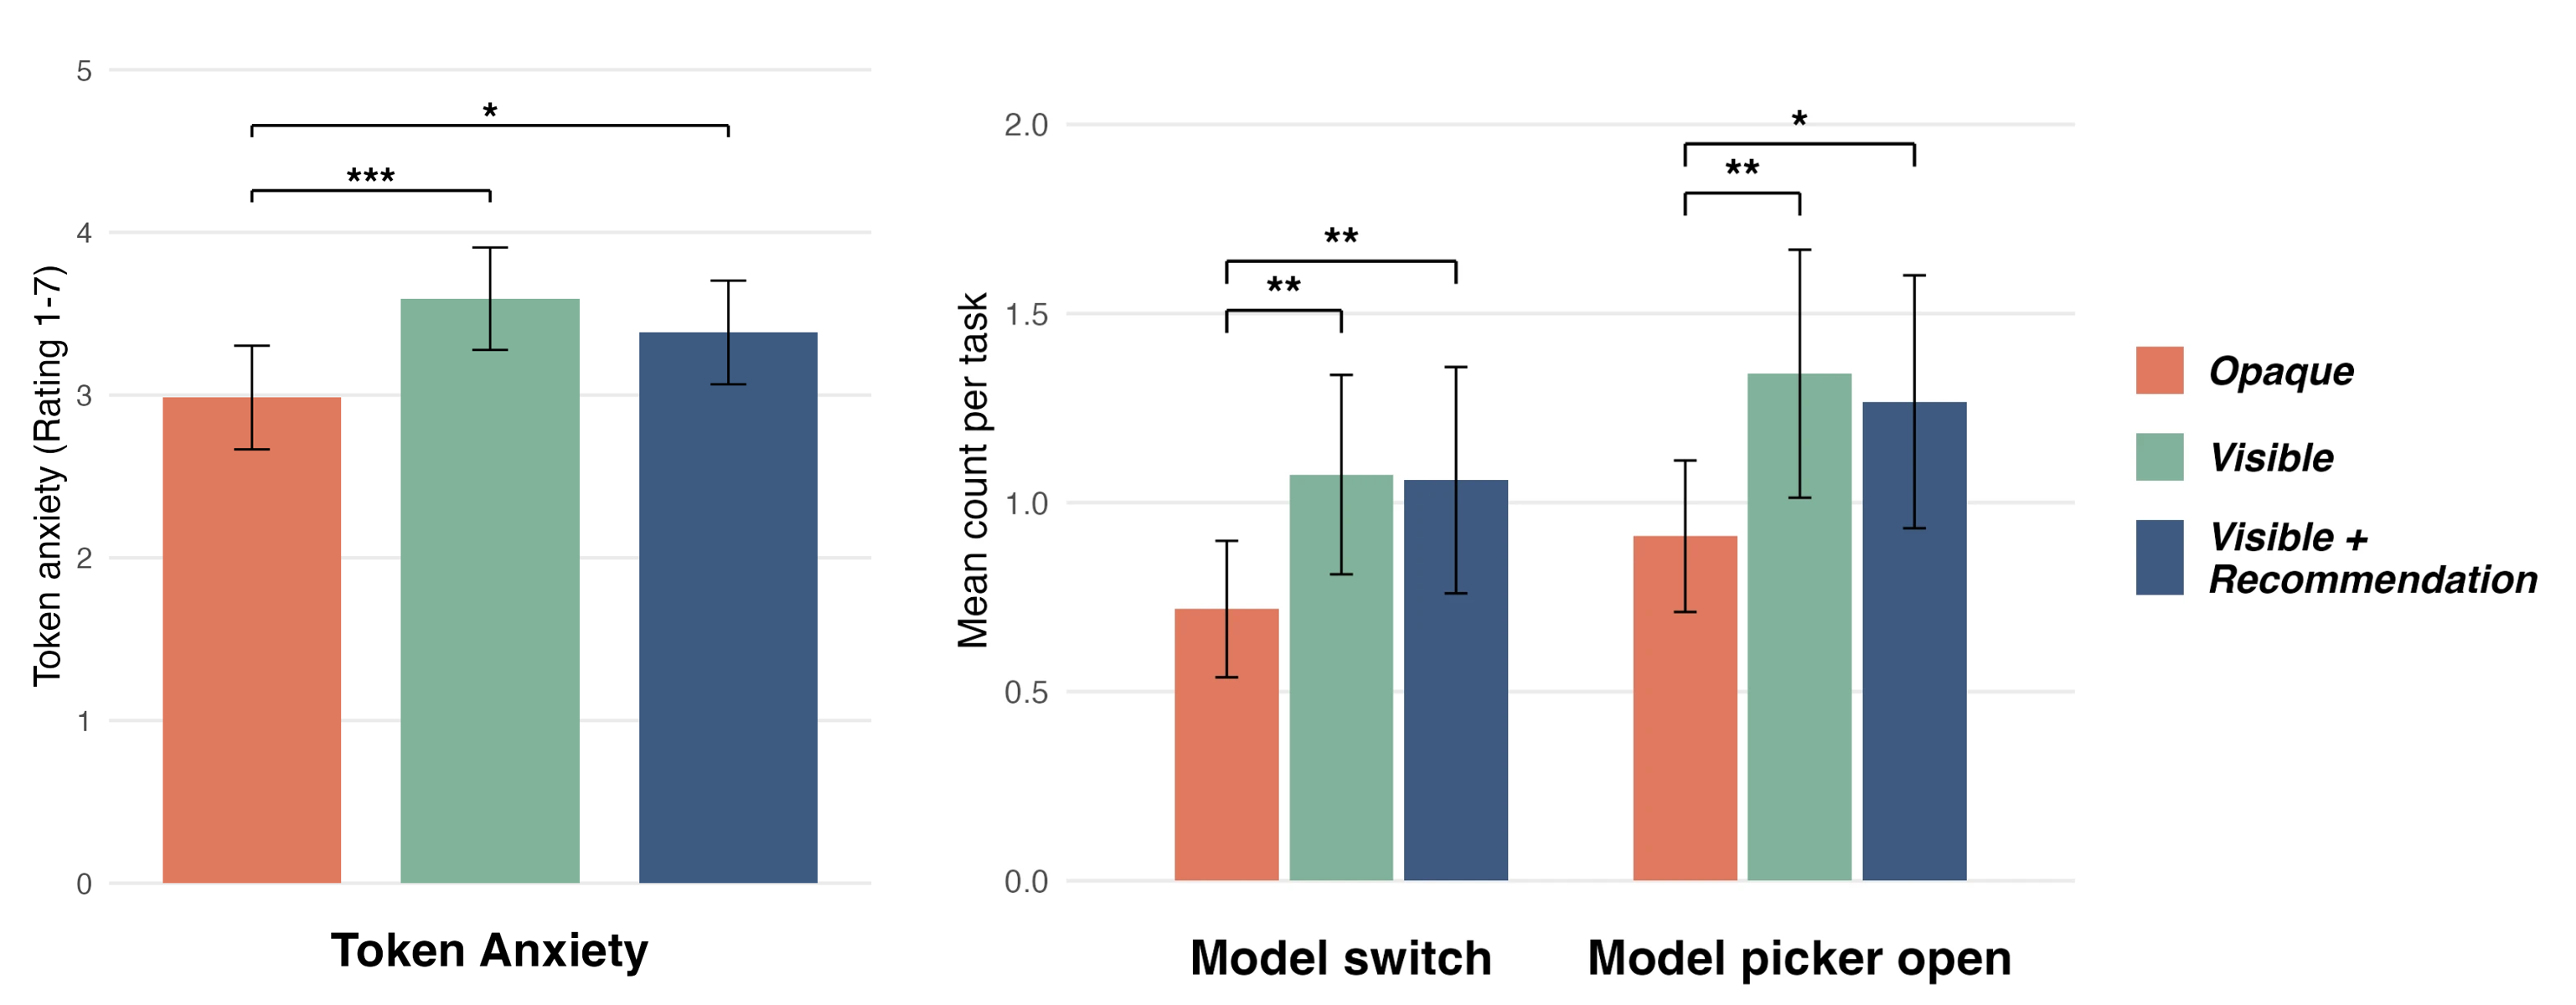 5
4
3
2
1
0
Token anxiety (Rating 1-7)
*
***
Token Anxiety
2.0
1.5
1.0
0.5
0.0
Mean count per task
**
**
*
**
Model switch
Model picker open
Opaque
Visible
Visible +
Recommendation